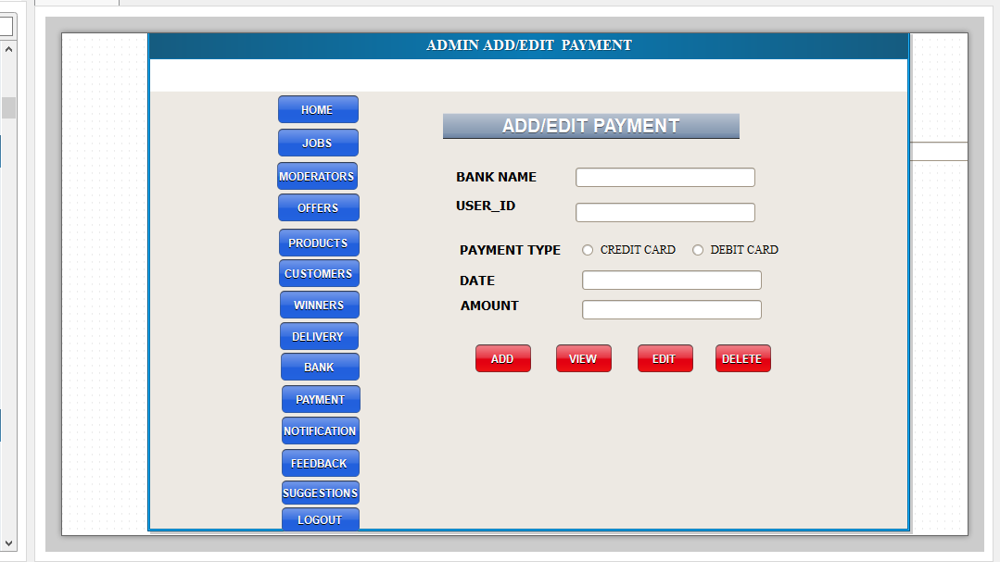 ADMIN ADD/EDIT PAYMENT
HOME
JOBS
MODERATORS
OFFERS
PRODUCTS
CUSTOMERS
WINNERS
DELIVERY
BANK
PAYMENT
NOTIFICATION
FEEDBACK
SUGGESTIONS
LOGOUT
ADD/EDIT PAYMENT
BANK NAME
USER_ID
PAYMENT TYPE CREDIT CARD DEBIT CARD
DATE
AMOUNT
ADD VIEW EDIT DELETE